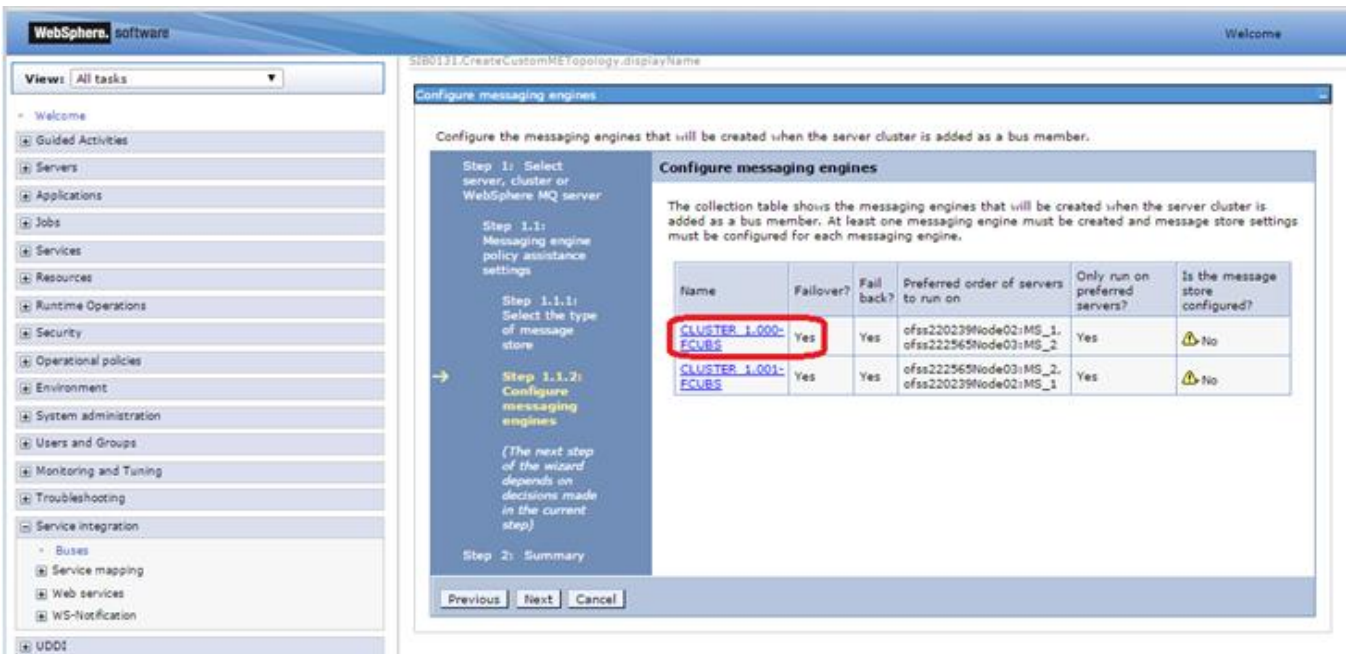 WebSphere. software
Welcome
View: All tasks
SIB0131.CreateCustomMETopology.displayName
Welcome
Guided Activities
Servers
Applications
Jobs
Services
Resources
Runtime Operations
Security
Operational policies
Environment
System administration
Users and Groups
Monitoring and Tuning
Troubleshooting
Service integration
Buses
Service mapping
Web services
WS-Notification
UDDI
Configure messaging engines
Configure the messaging engines that will be created when the server cluster is added as a bus member.
Step 1: Select
server, cluster or
WebSphere MQ server
Step 1.1:
Messaging engine
policy assistance
settings
Step 1.1.1:
Select the type
of message
store
Step 1.1.2:
Configure
messaging
engines
(The next step
of the wizard
depends on
decisions made
in the current
step)
Step 2: Summary
Configure messaging engines
The collection table shows the messaging engines that will be created when the server cluster is
added as a bus member. At least one messaging engine must be created and message store settings
must be configured for each messaging engine.
Name
Failover?
Fail
back?
Preferred order of servers
to run on
Only run on
preferred
servers?
Is the message
store
configured?
CLUSTER_1.000-
FCUBS
Yes
Yes
ofss220239Node02:MS_1,
ofss222565Node03:MS_2
Yes
No
CLUSTER_1.001-
FCUBS
Yes
Yes
ofss222565Node03:MS_2,
ofss220239Node02:MS_1
Yes
No
Previous Next Cancel